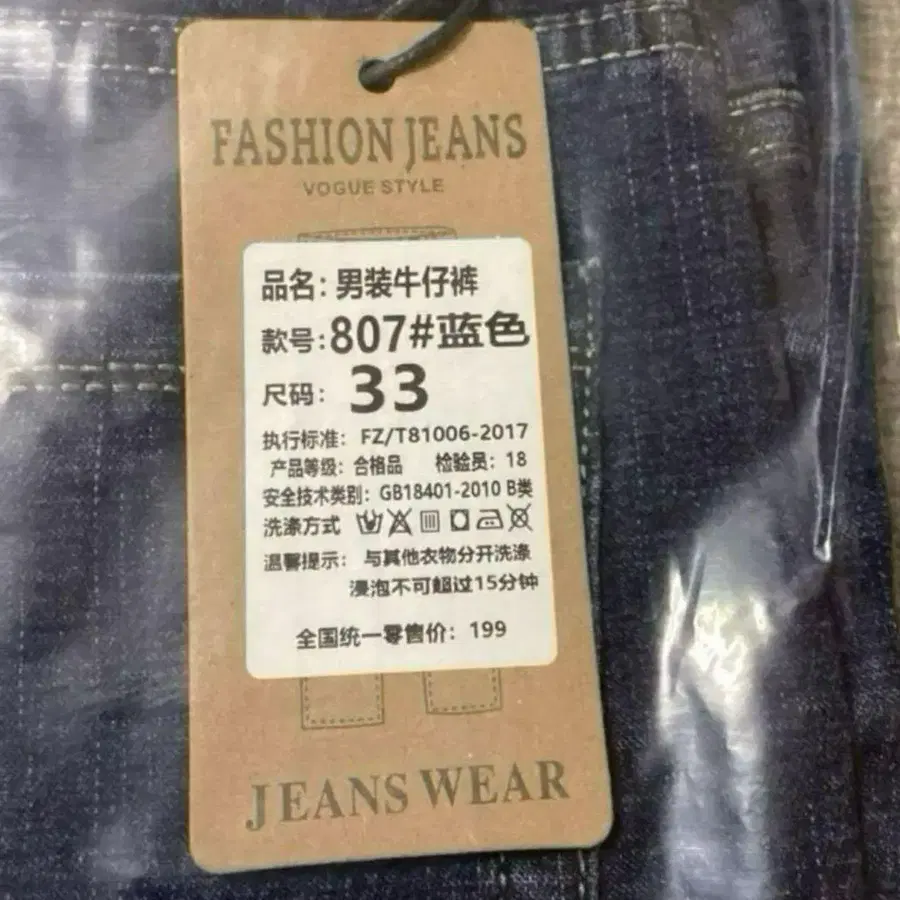 FASHION JEANS
VOGUE STYLE
品名：男装牛仔裤
款号：807#蓝色
尺码：33
执行标准：FZ/T81006-2017
产品等级：合格品 检验员：18
安全技术类别：GB18401-2010 B类
洗涤方式
温馨提示：与其他衣物分开洗涤
浸泡不可超过15分钟
全国统一零售价：199
JEANS WEAR